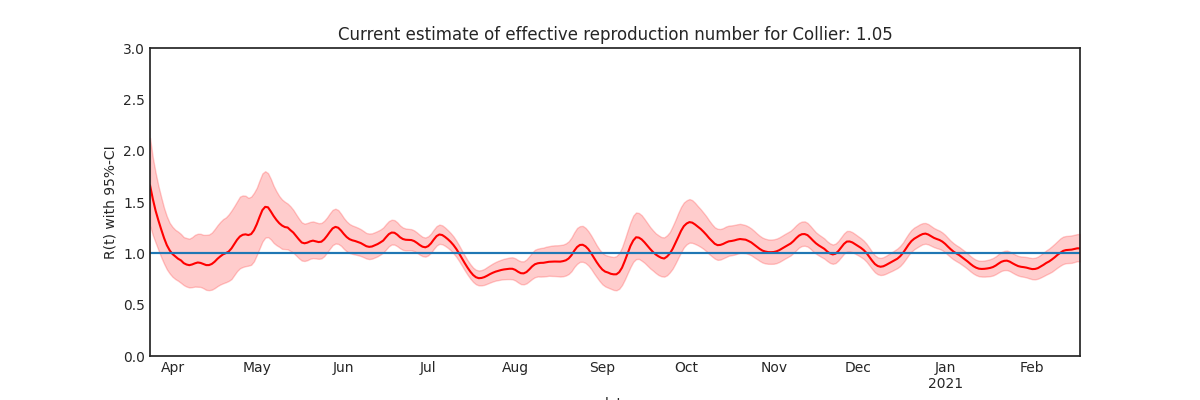 Current estimate of effective reproduction number for Collier: 1.05
3.0
2.5
2.0
1.5
1.0
0.5
0.0
R(t) with 95%-CI
Apr
May
Jun
Jul
Aug
Sep
Oct
Nov
Dec
Jan
2021
Feb